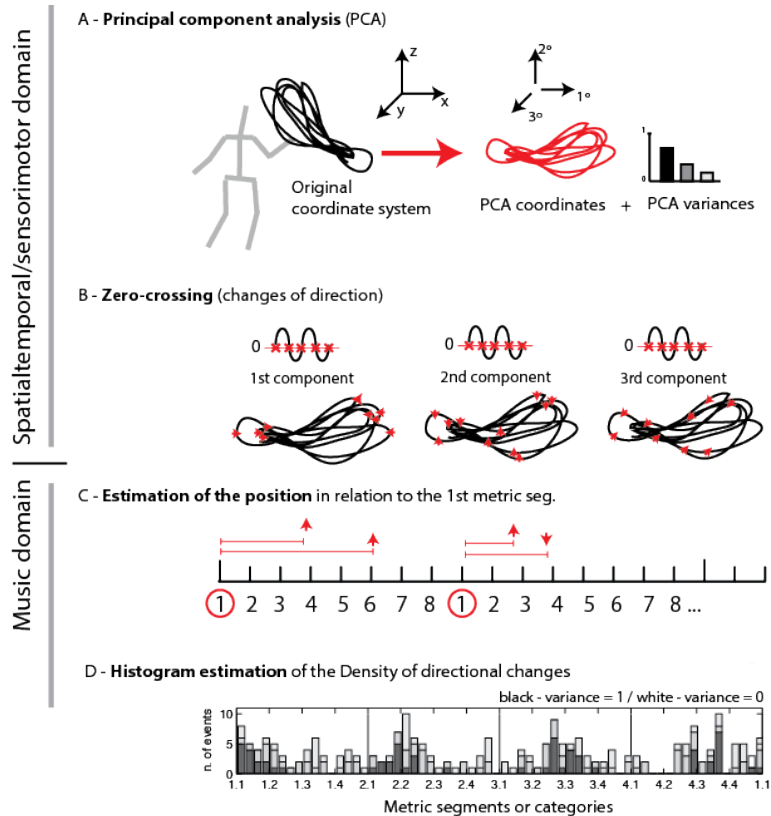 Spatialtemporal/sensorimotor domain
A - Principal component analysis (PCA)
z
x
y
2º
1º
3º
1
0
Original
coordinate system
PCA coordinates + PCA variances
B - Zero-crossing (changes of direction)
0
0
0
1st component
2nd component
3rd component
Music domain
C - Estimation of the position in relation to the 1st metric seg.
1 2 3 4 5 6 7 8 1 2 3 4 5 6 7 8 ...
D - Histogram estimation of the Density of directional changes
black - variance = 1 / white - variance = 0
n. of events
10
5
0
1.1 1.2 1.3 1.4 2.1 2.2 2.3 2.4 3.1 3.2 3.3 3.4 4.1 4.2 4.3 4.4 1.1
Metric segments or categories